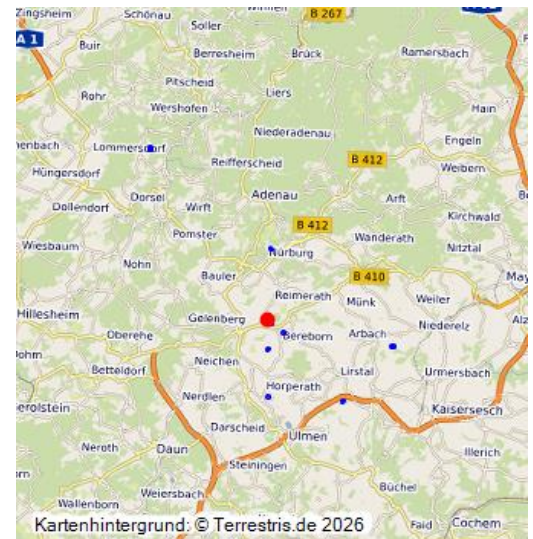 Zingsheim
Schönau
B 267
Soller
A 1
Buir
Berresheim
Brück
Ramersbach
Pitscheid
Liers
Rohr
Wershofen
Hain
Niederadenau
Engeln
Lommersdorf
Reifferscheid
B 412
Weibern
Hüngersdorf
Adenau
Dorsel
Arft
Dollendorf
Wirft
Kirchwald
B 412
Pomster
Wanderath
Wiesbaum
Nürburg
Nitztal
Nohn
Bauler
B 410
Reimerath
Münk
Weiler
Hillesheim
Gelenberg
Niederelz
Oberehe
Bereborn
Arbach
Neichen
Betteldorf
Lirstal
Urmersbach
Horperath
Nerdlen
Kaisersesch
Darscheid
Ulmen
Neroth
Daun
Illerich
Steiningen
Büchel
Weiersbach
Wallenborn
Kartenhintergrund: © Terrestris.de 2026
Faid
Cochem